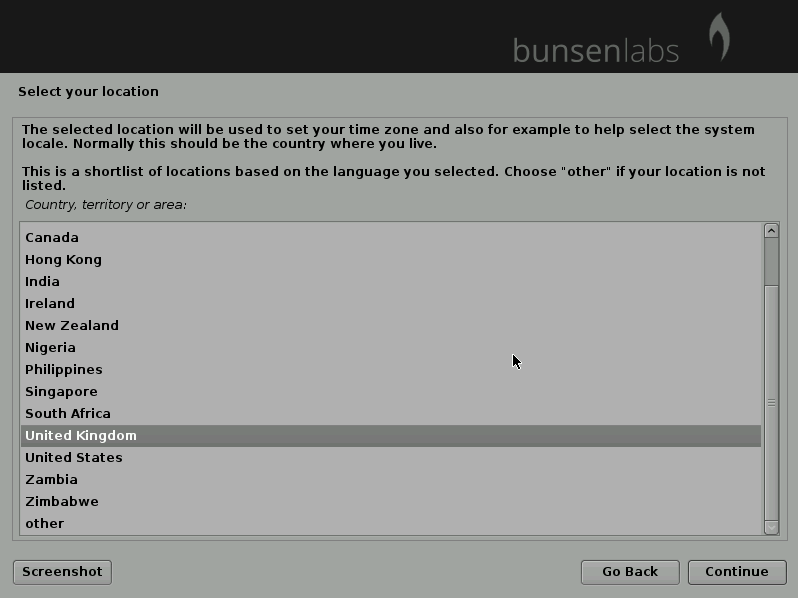 bunsenlabs
Select your location
The selected location will be used to set your time zone and also for example to help select the system
locale. Normally this should be the country where you live.
This is a shortlist of locations based on the language you selected. Choose "other" if your location is not
listed.
Country, territory or area:
Canada
Hong Kong
India
Ireland
New Zealand
Nigeria
Philippines
Singapore
South Africa
United Kingdom
United States
Zambia
Zimbabwe
other
Screenshot
Go Back
Continue